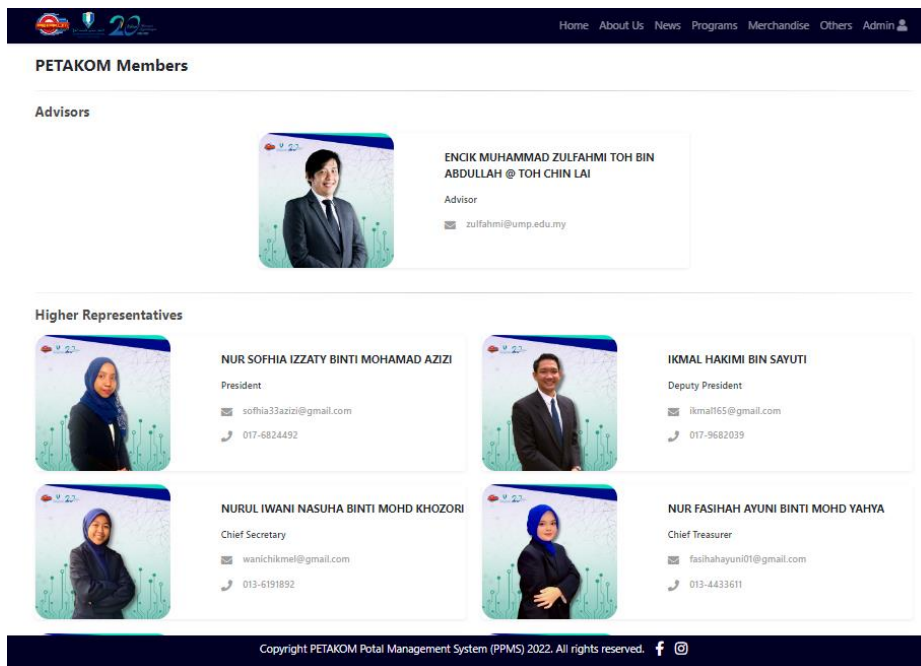 Home About Us News Programs Merchandise Others Admin
PETAKOM Members
Advisors
ENCIK MUHAMMAD ZULFAHMI TOH BIN
ABDULLAH @ TOH CHIN LAI
Advisor
zulfahmi@ump.edu.my
Higher Representatives
NUR SOFHIA IZZATY BINTI MOHAMAD AZIZI
President
sofhia33azizi@gmail.com
017-6824492
IKMAL HAKIMI BIN SAYUTI
Deputy President
ikmal165@gmail.com
017-9682039
NURUL IWANI NASUHA BINTI MOHD KHOZORI
Chief Secretary
wanichikmel@gmail.com
013-6191892
NUR FASIHAH AYUNI BINTI MOHD YAHYA
Chief Treasurer
fasihahayuni01@gmail.com
013-4433611
Copyright PETAKOM Potal Management System (PPMS) 2022. All rights reserved.